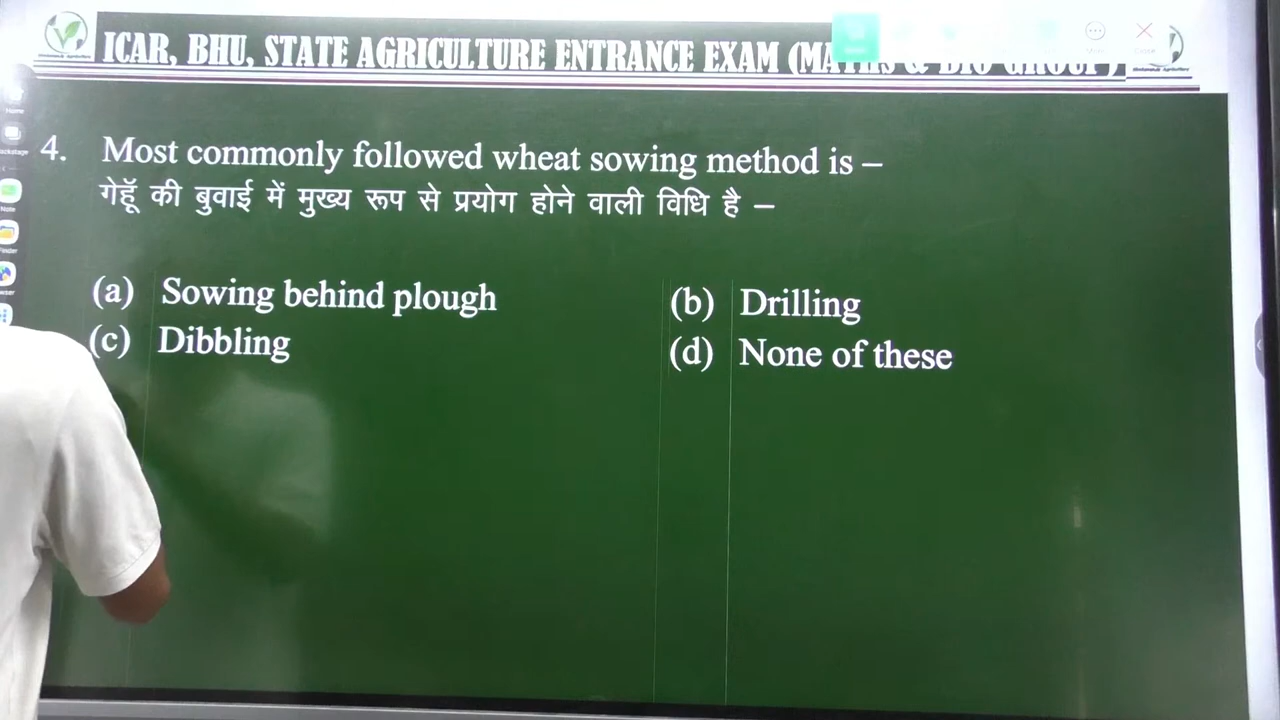 ICAR, BHU, STATE AGRICULTURE ENTRANCE EXAM
4. Most commonly followed wheat sowing method is –
गेहूँ की बुवाई में मुख्य रूप से प्रयोग होने वाली विधि है –
(a) Sowing behind plough
(b) Drilling
(c) Dibbling
(d) None of these